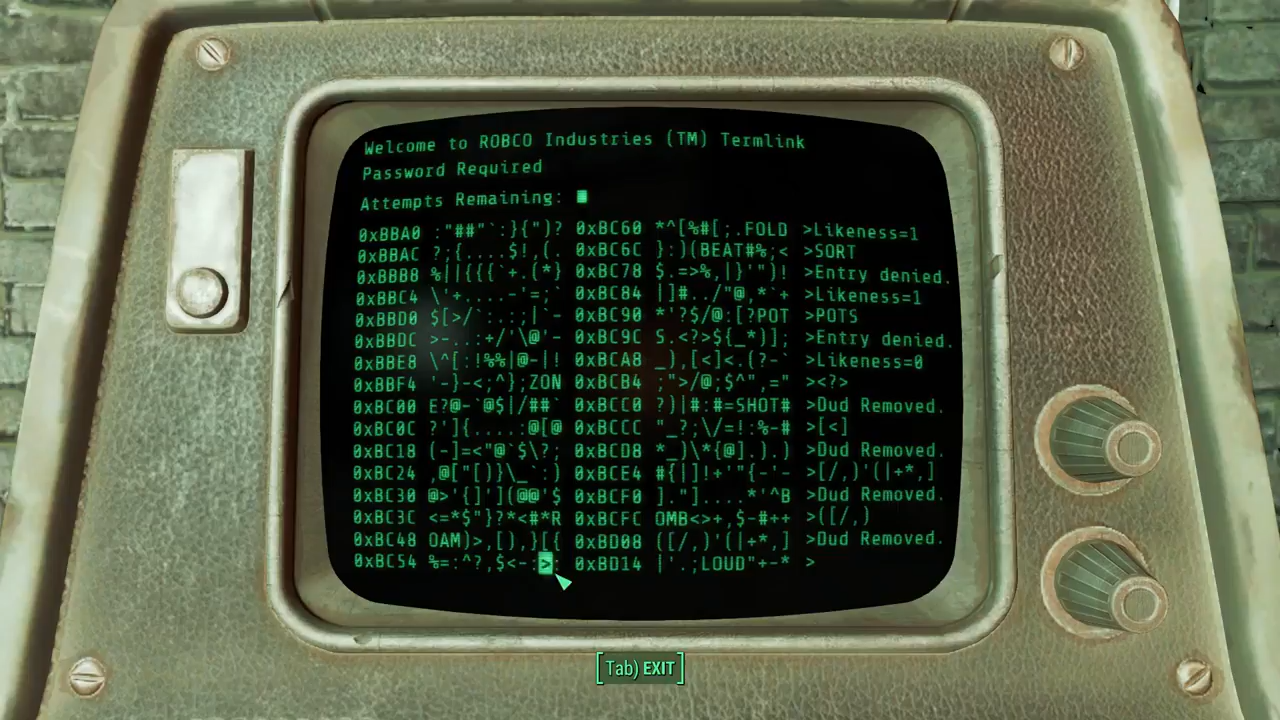 Welcome to ROBCO Industries (TM) Termlink
Password Required
Attempts Remaining: ■
0xBBA0 :"##"`:}{")? 0xBC60 *^[%#[;.FOLD >Likeness=1
0xBBAC ?;{....$!,(. 0xBC6C }:)(BEAT#%;< >SORT
0xBBB8 %||{{{`+.(*} 0xBC78 $.=>%,|}'")! >Entry denied.
0xBBC4 \'+....-'=;` 0xBC84 |]#../"@,*`+ >Likeness=1
0xBBD0 $[>/`:.:;|`- 0xBC90 *'?$/@:[?POT >POTS
0xBBDC >-..:+/'\@'- 0xBC9C S.<?>${_*)]; >Entry denied.
0xBBE8 \^[:!%%|@-|! 0xBCA8 _),[<]<.(?-` >Likeness=0
0xBBF4 '-}-<;^};ZON 0xBCB4 ;">/@;$^",=" ><?>
0xBC00 E?@-`@$|/##` 0xBCC0 ?)|#:#=SHOT# >Dud Removed.
0xBC0C ?']{....:@[@ 0xBCCC "_?;\/=!:%-# >[<]
0xBC18 (-]=<"@`$\?; 0xBCD8 *_)\*{@].).) >Dud Removed.
0xBC24 ,@["[)}\_`:) 0xBCE4 #{|]!+'"{-'- >[/,)'(|+*,]
0xBC30 @>'{]'](@@'$ 0xBCF0 ]."]....*'^B >Dud Removed.
0xBC3C <=*$"}?*<#*R 0xBCFC OMB<>+,$-#++ >([/,)
0xBC48 OAM)>,[),}[{ 0xBD08 ([/,)'(|+*,] >Dud Removed.
0xBC54 %=:^?,$<-:>: 0xBD14 |'.;LOUD"+-* >
[Tab) EXIT]